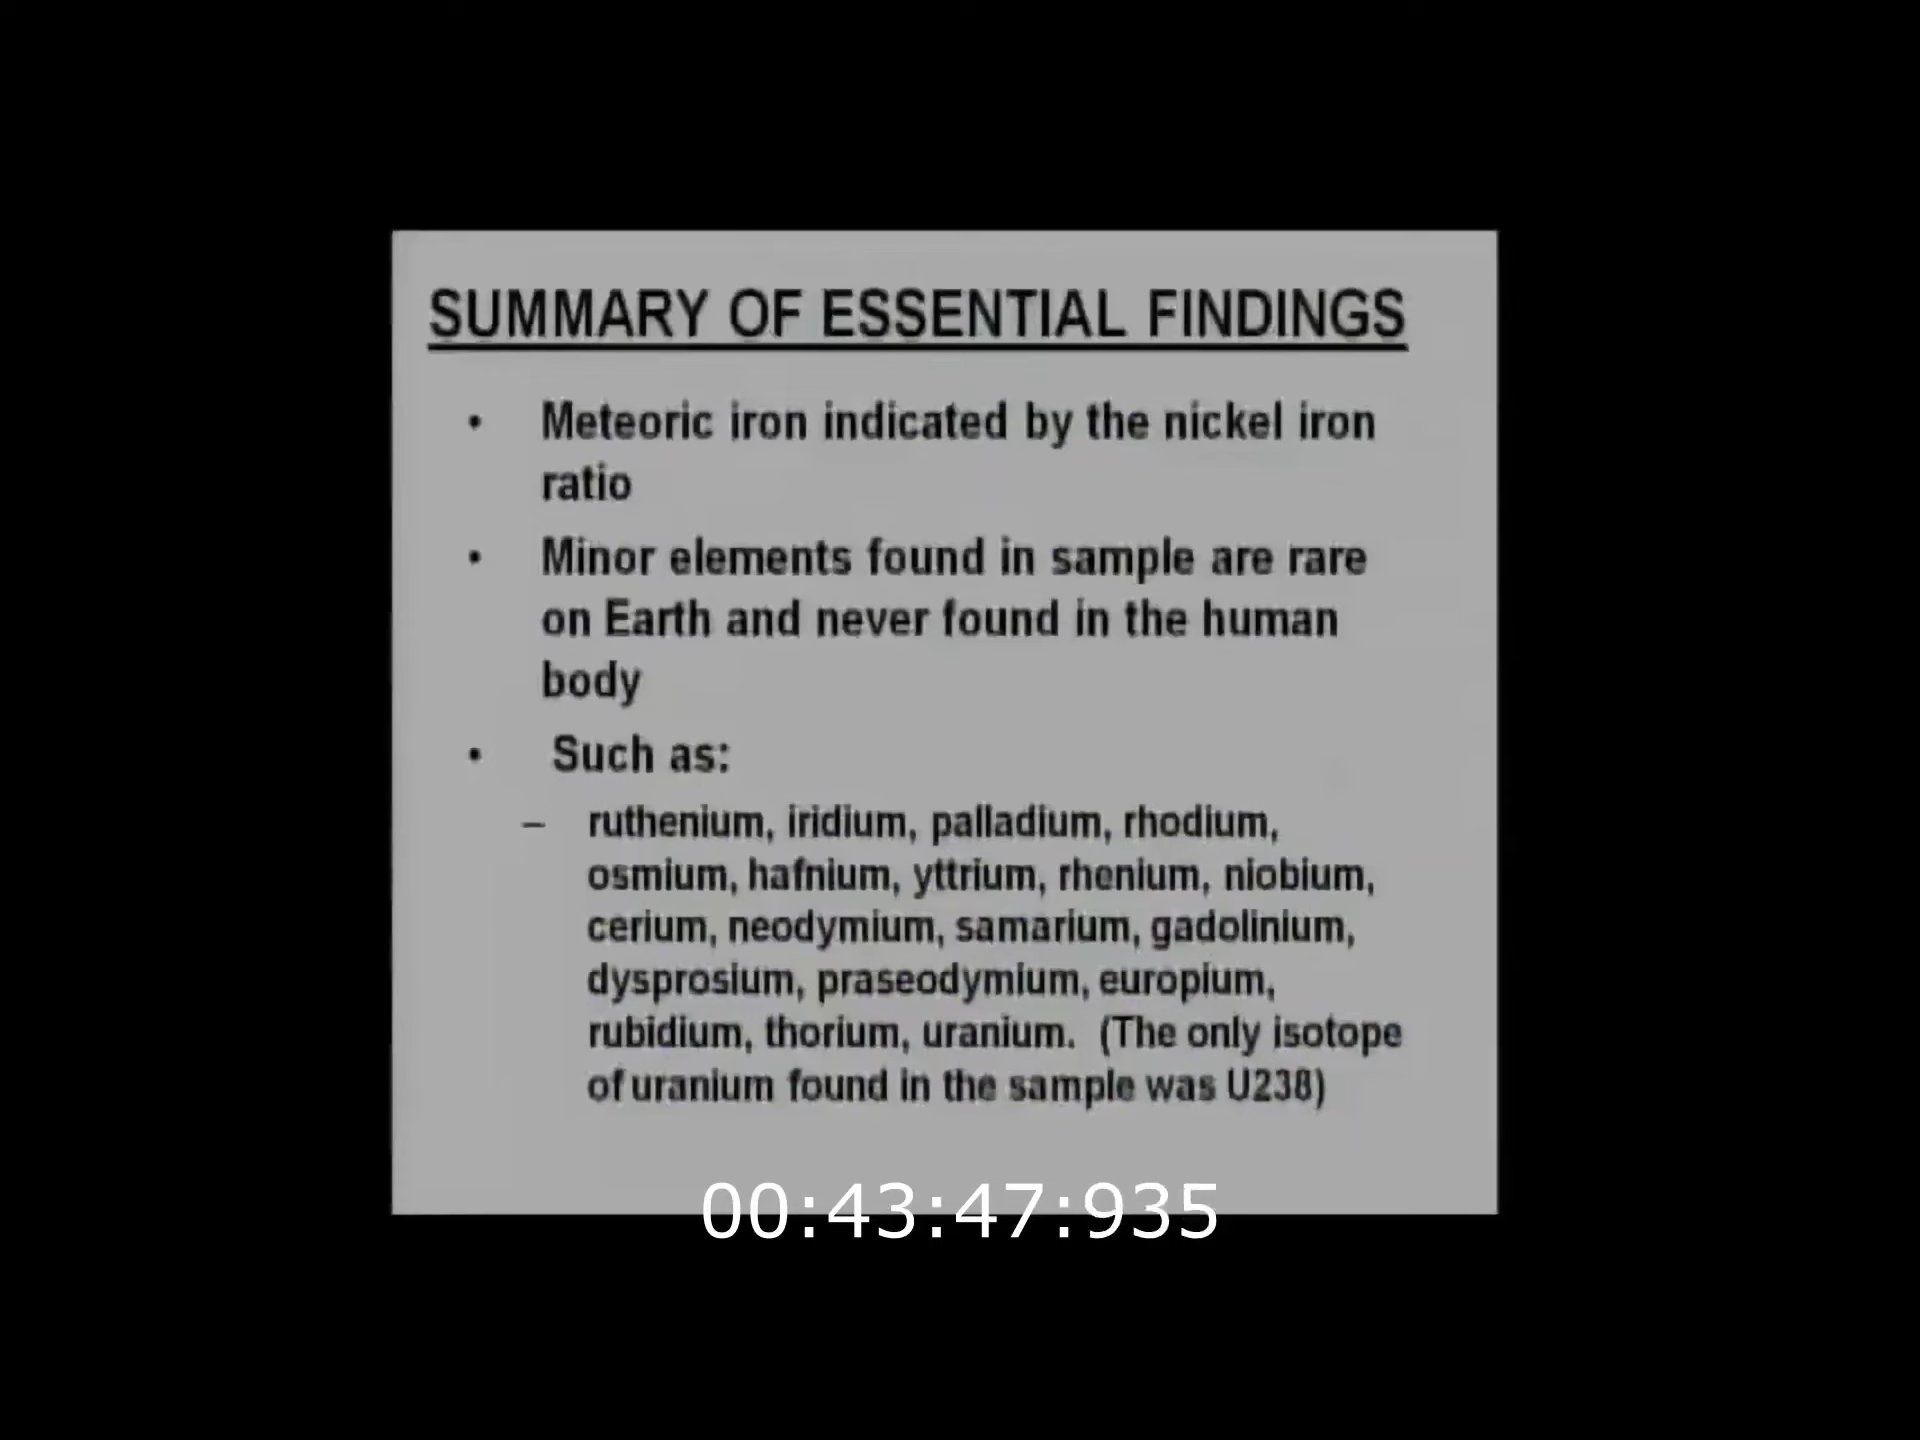 SUMMARY OF ESSENTIAL FINDINGS
• Meteoric iron indicated by the nickel iron
ratio
• Minor elements found in sample are rare
on Earth and never found in the human
body
• Such as:
– ruthenium, iridium, palladium, rhodium,
osmium, hafnium, yttrium, rhenium, niobium,
cerium, neodymium, samarium, gadolinium,
dysprosium, praseodymium, europium,
rubidium, thorium, uranium. (The only isotope
of uranium found in the sample was U238)
00:43:47:935